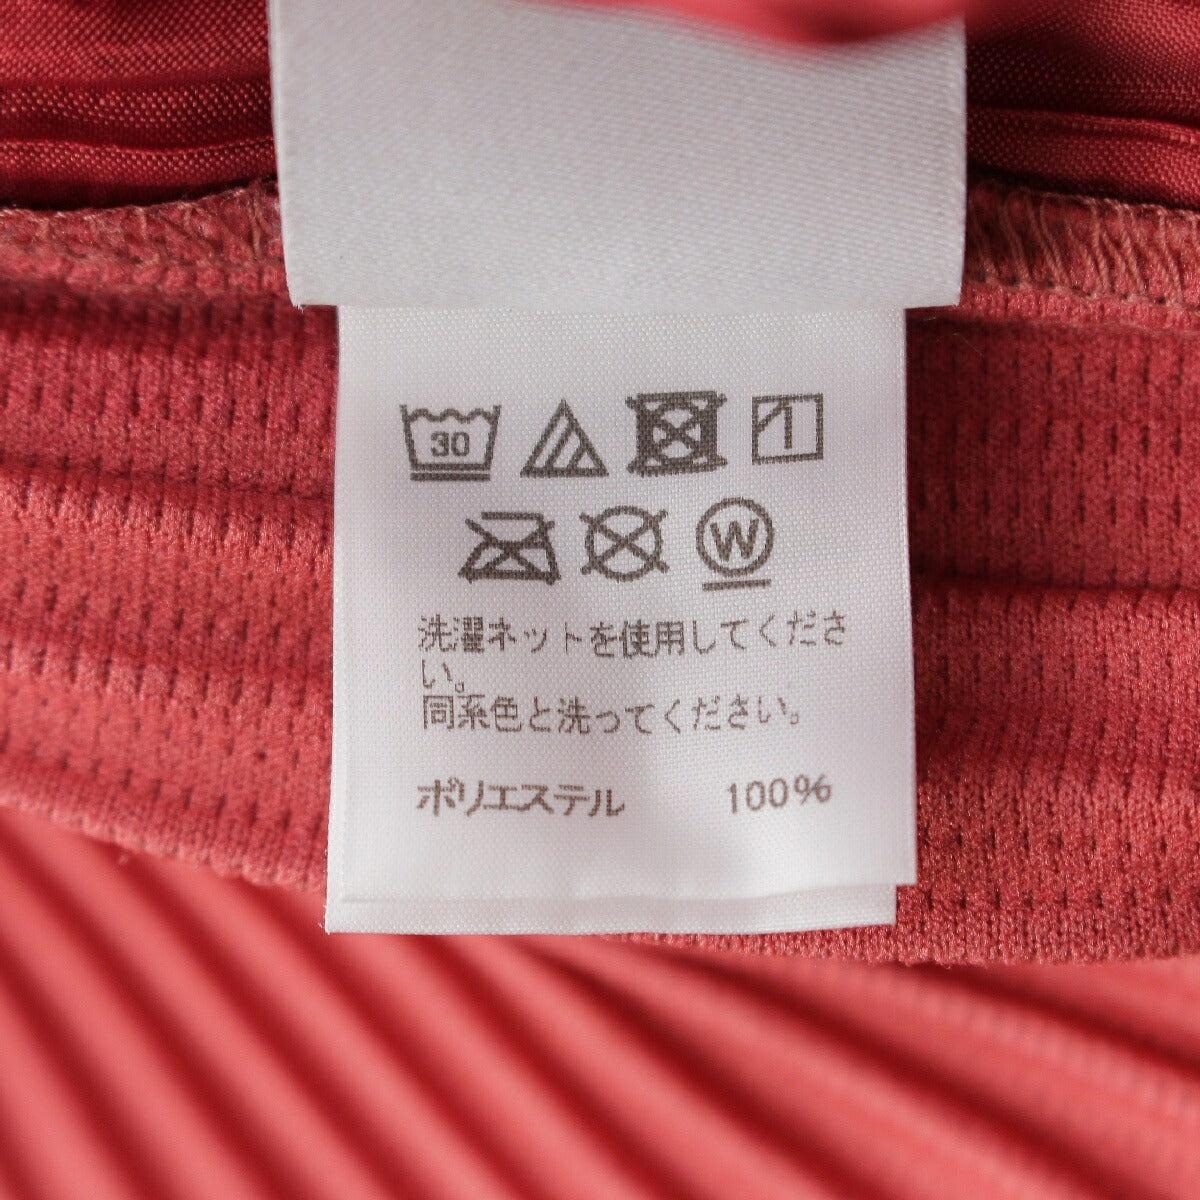 30
W
洗濯ネットを使用してくださ
い。
同系色と洗ってください。
ポリエステル 100%